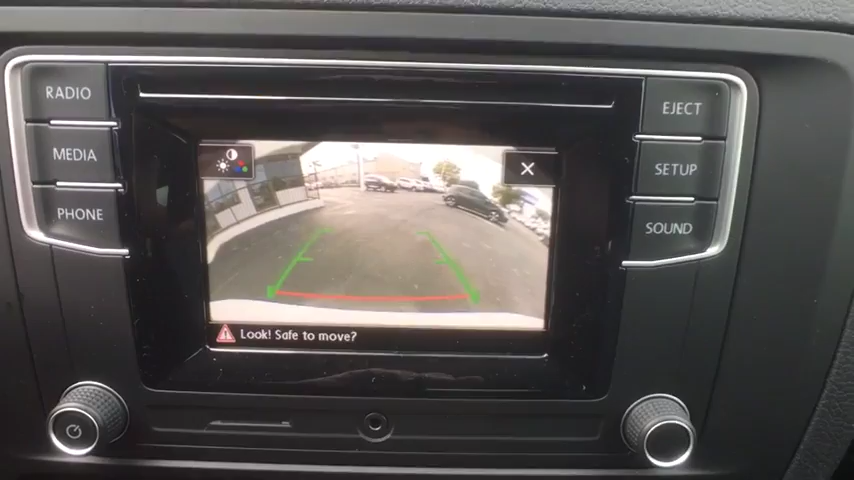 RADIO
MEDIA
PHONE
EJECT
SETUP
SOUND
Look! Safe to move?